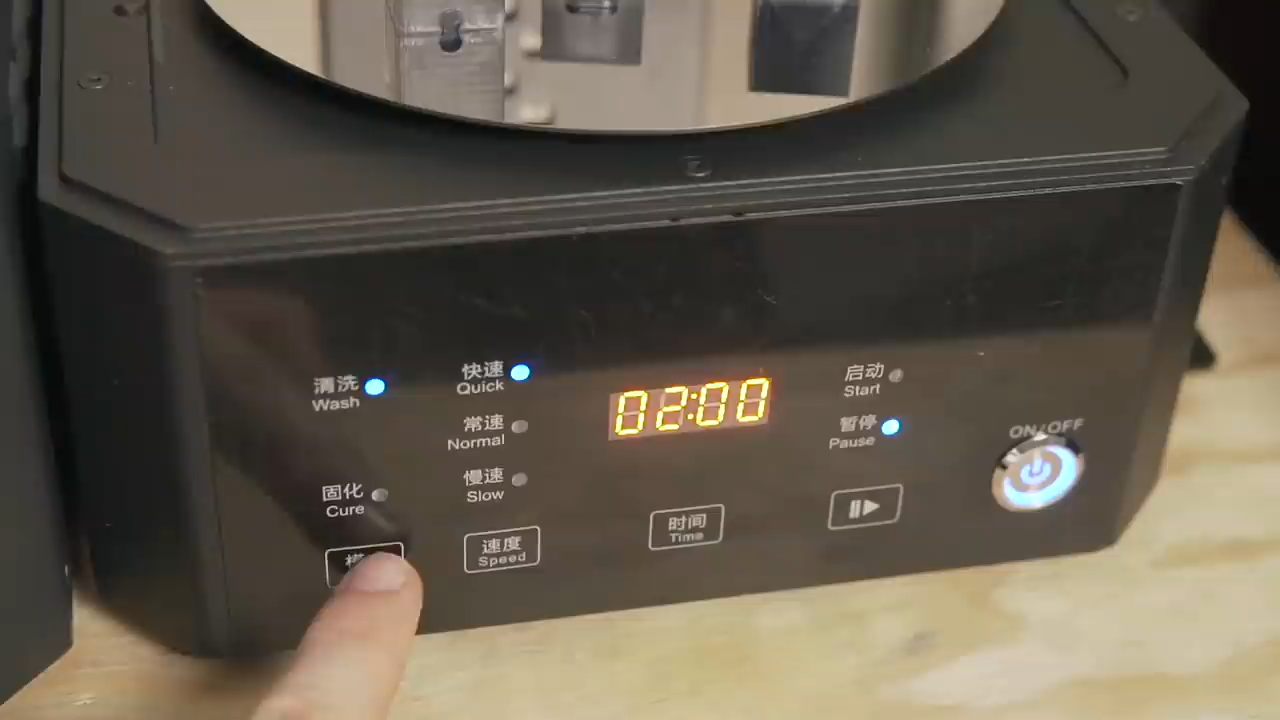 清洗
Wash
固化
Cure
快速
Quick
常速
Normal
慢速
Slow
速度
Speed
02:00
时间
Time
启动
Start
暂停
Pause
ON/OFF